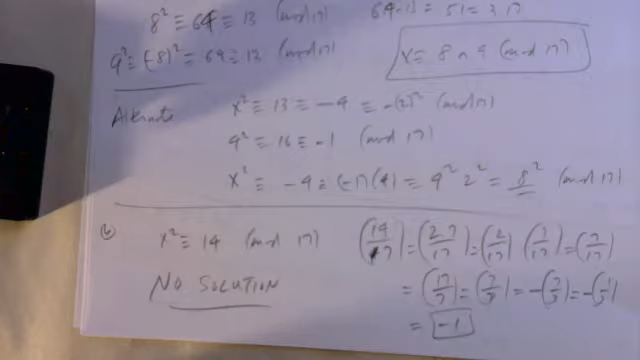 8² ≡ 64 ≡ 13 (mod 17) 64-13 = 51 = 3·17
9² ≡ (-8)² ≡ 64 ≡ 13 (mod 17) x ≡ 8 n 9 (mod 17)
Alternate x² ≡ 13 ≡ -4 ≡ -(2)² (mod 17)
4² ≡ 16 ≡ -1 (mod 17)
x² ≡ -4 ≡ (-1)(4) ≡ 4² 2² ≡ 8² (mod 17)
(b) x² ≡ 14 (mod 17) (14/17) = (2·7/17) = (2/17) (7/17) = (7/17)
NO SOLUTION = (17/7) = (3/7) = -(7/3) = -(1/3)
= -1